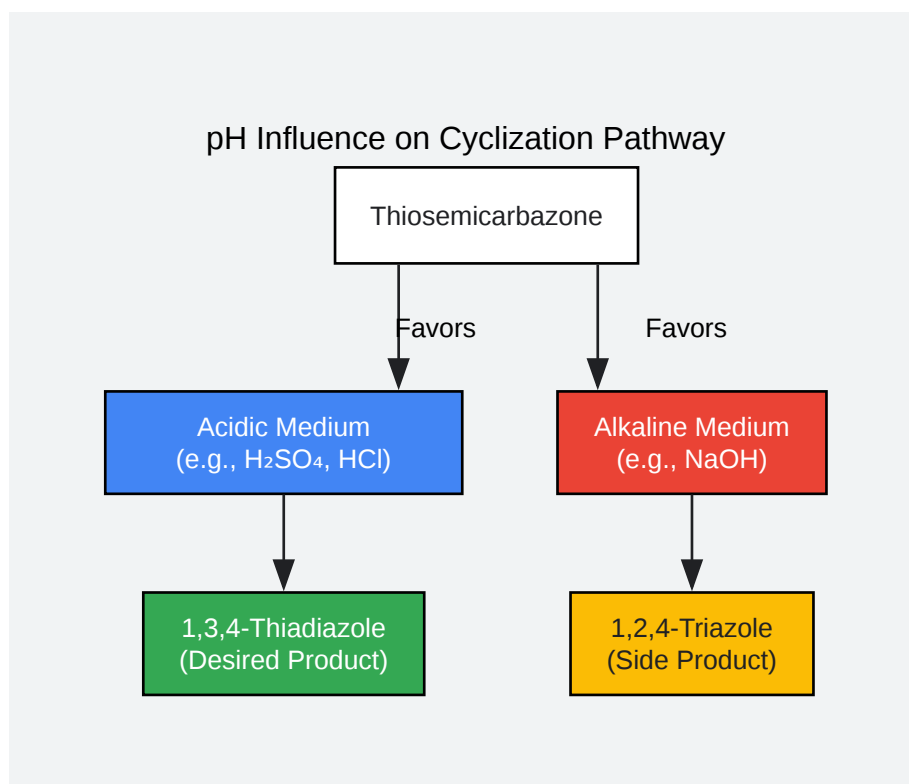 pH Influence on Cyclization Pathway
Thiosemicarbazone
Favors
Favors
Acidic Medium
(e.g., H₂SO₄, HCl)
Alkaline Medium
(e.g., NaOH)
1,3,4-Thiadiazole
(Desired Product)
1,2,4-Triazole
(Side Product)